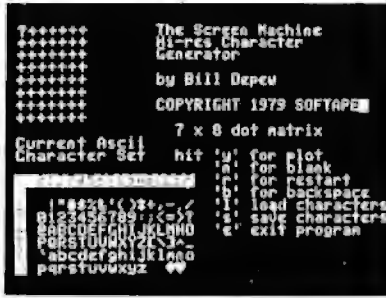 ?++++++
+++++++
+++++++
+++++++
+++++++
+++++++
+++++++
+++++++
The Screen Machine
Hi-res Character
Generator
by Bill Depew
COPYRIGHT 1979 SOFTAPE
7 x 8 dot matrix
Current Ascii
Character Set
hit 'y' for plot
'n' for blank
'r' for restart
'b' for backspace
'l' load characters
's' save characters
'e' exit program
!"#$%&'()*+,-./
0123456789:;<=>?
@ABCDEFGHIJKLMNO
PQRSTUVWXYZ[\]^_
`abcdefghijklmno
pqrstuvwxyz